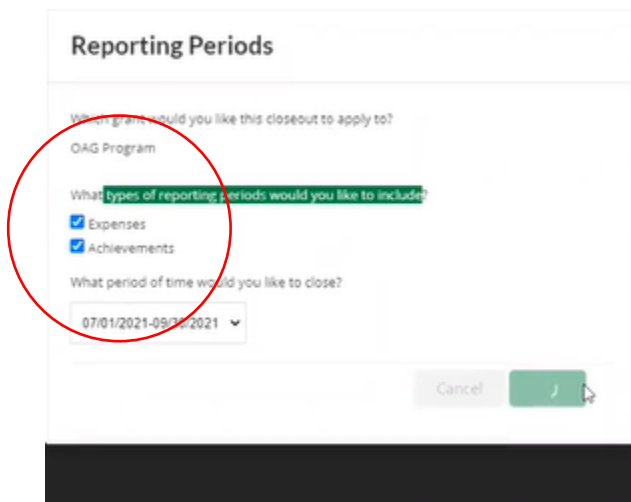 Reporting Periods
Which grant would you like this closeout to apply to?
OAG Program
What types of reporting periods would you like to include?
Expenses
Achievements
What period of time would you like to close?
07/01/2021-09/30/2021
Cancel